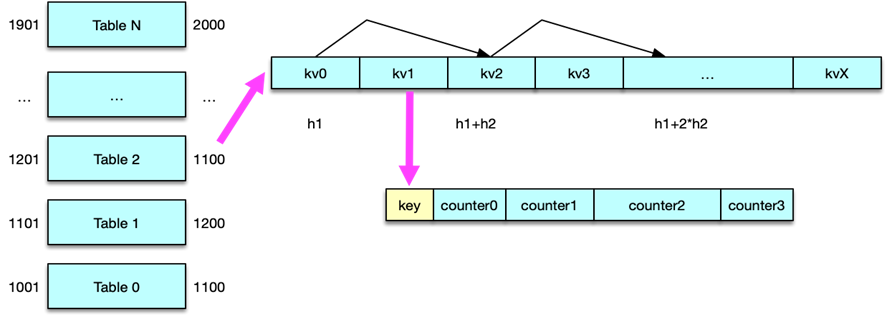 1901 Table N 2000
kv0 kv1 kv2 kv3 ... kvX
... ... ...
h1 h1+h2 h1+2*h2
1201 Table 2 1100
key counter0 counter1 counter2 counter3
1101 Table 1 1200
1001 Table 0 1100